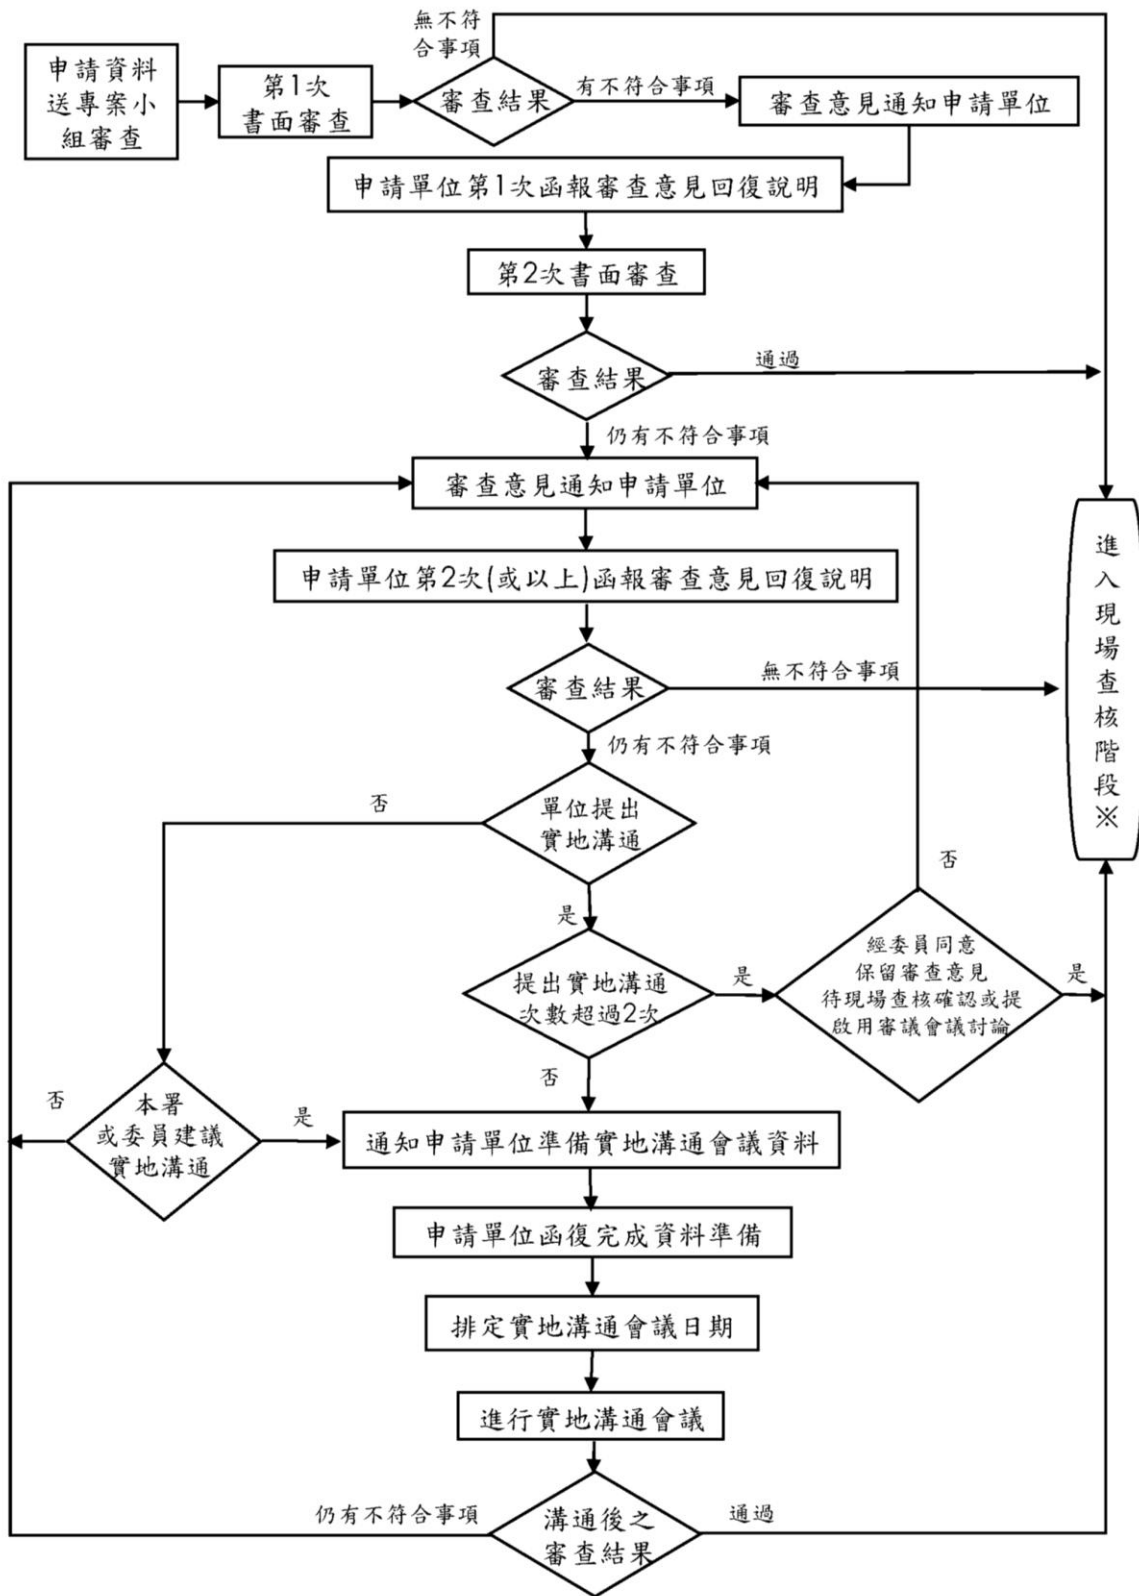 無不符
合事項
申請資料
送專案小
組審查
第1次
書面審查
審查結果
有不符合事項
審查意見通知申請單位
申請單位第1次函報審查意見回復說明
第2次書面審查
審查結果
通過
仍有不符合事項
審查意見通知申請單位
申請單位第2次(或以上)函報審查意見回復說明
審查結果
無不符合事項
進入現場查核階段※
仍有不符合事項
單位提出
實地溝通
否
是
提出實地溝通
次數超過2次
是
否
經委員同意
保留審查意見
待現場查核確認或提
啟用審議會議討論
否
是
本署
或委員建議
實地溝通
否
是
通知申請單位準備實地溝通會議資料
申請單位函復完成資料準備
排定實地溝通會議日期
進行實地溝通會議
溝通後之
審查結果
仍有不符合事項
通過